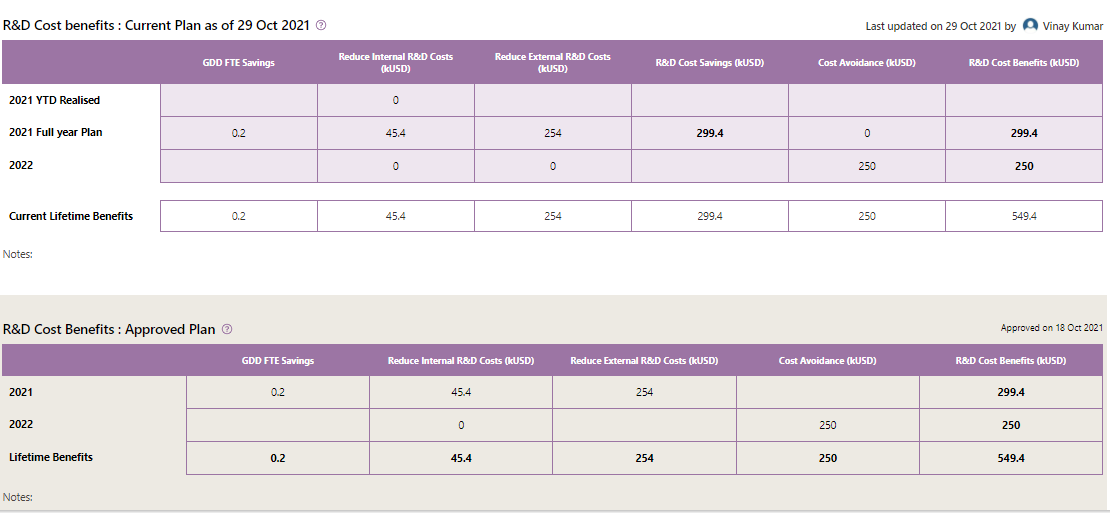 R&D Cost benefits : Current Plan as of 29 Oct 2021 ?
Last updated on 29 Oct 2021 by Vinay Kumar
GDD FTE Savings
Reduce Internal R&D Costs
(kUSD)
Reduce External R&D Costs
(kUSD)
R&D Cost Savings (kUSD)
Cost Avoidance (kUSD)
R&D Cost Benefits (kUSD)
2021 YTD Realised 0
2021 Full year Plan 0.2 45.4 254 299.4 0 299.4
2022 0 0 250 250
Current Lifetime Benefits 0.2 45.4 254 299.4 250 549.4
Notes:
R&D Cost Benefits : Approved Plan ?
Approved on 18 Oct 2021
GDD FTE Savings Reduce Internal R&D Costs (kUSD) Reduce External R&D Costs (kUSD) Cost Avoidance (kUSD) R&D Cost Benefits (kUSD)
2021 0.2 45.4 254 299.4
2022 0 250 250
Lifetime Benefits 0.2 45.4 254 250 549.4
Notes: